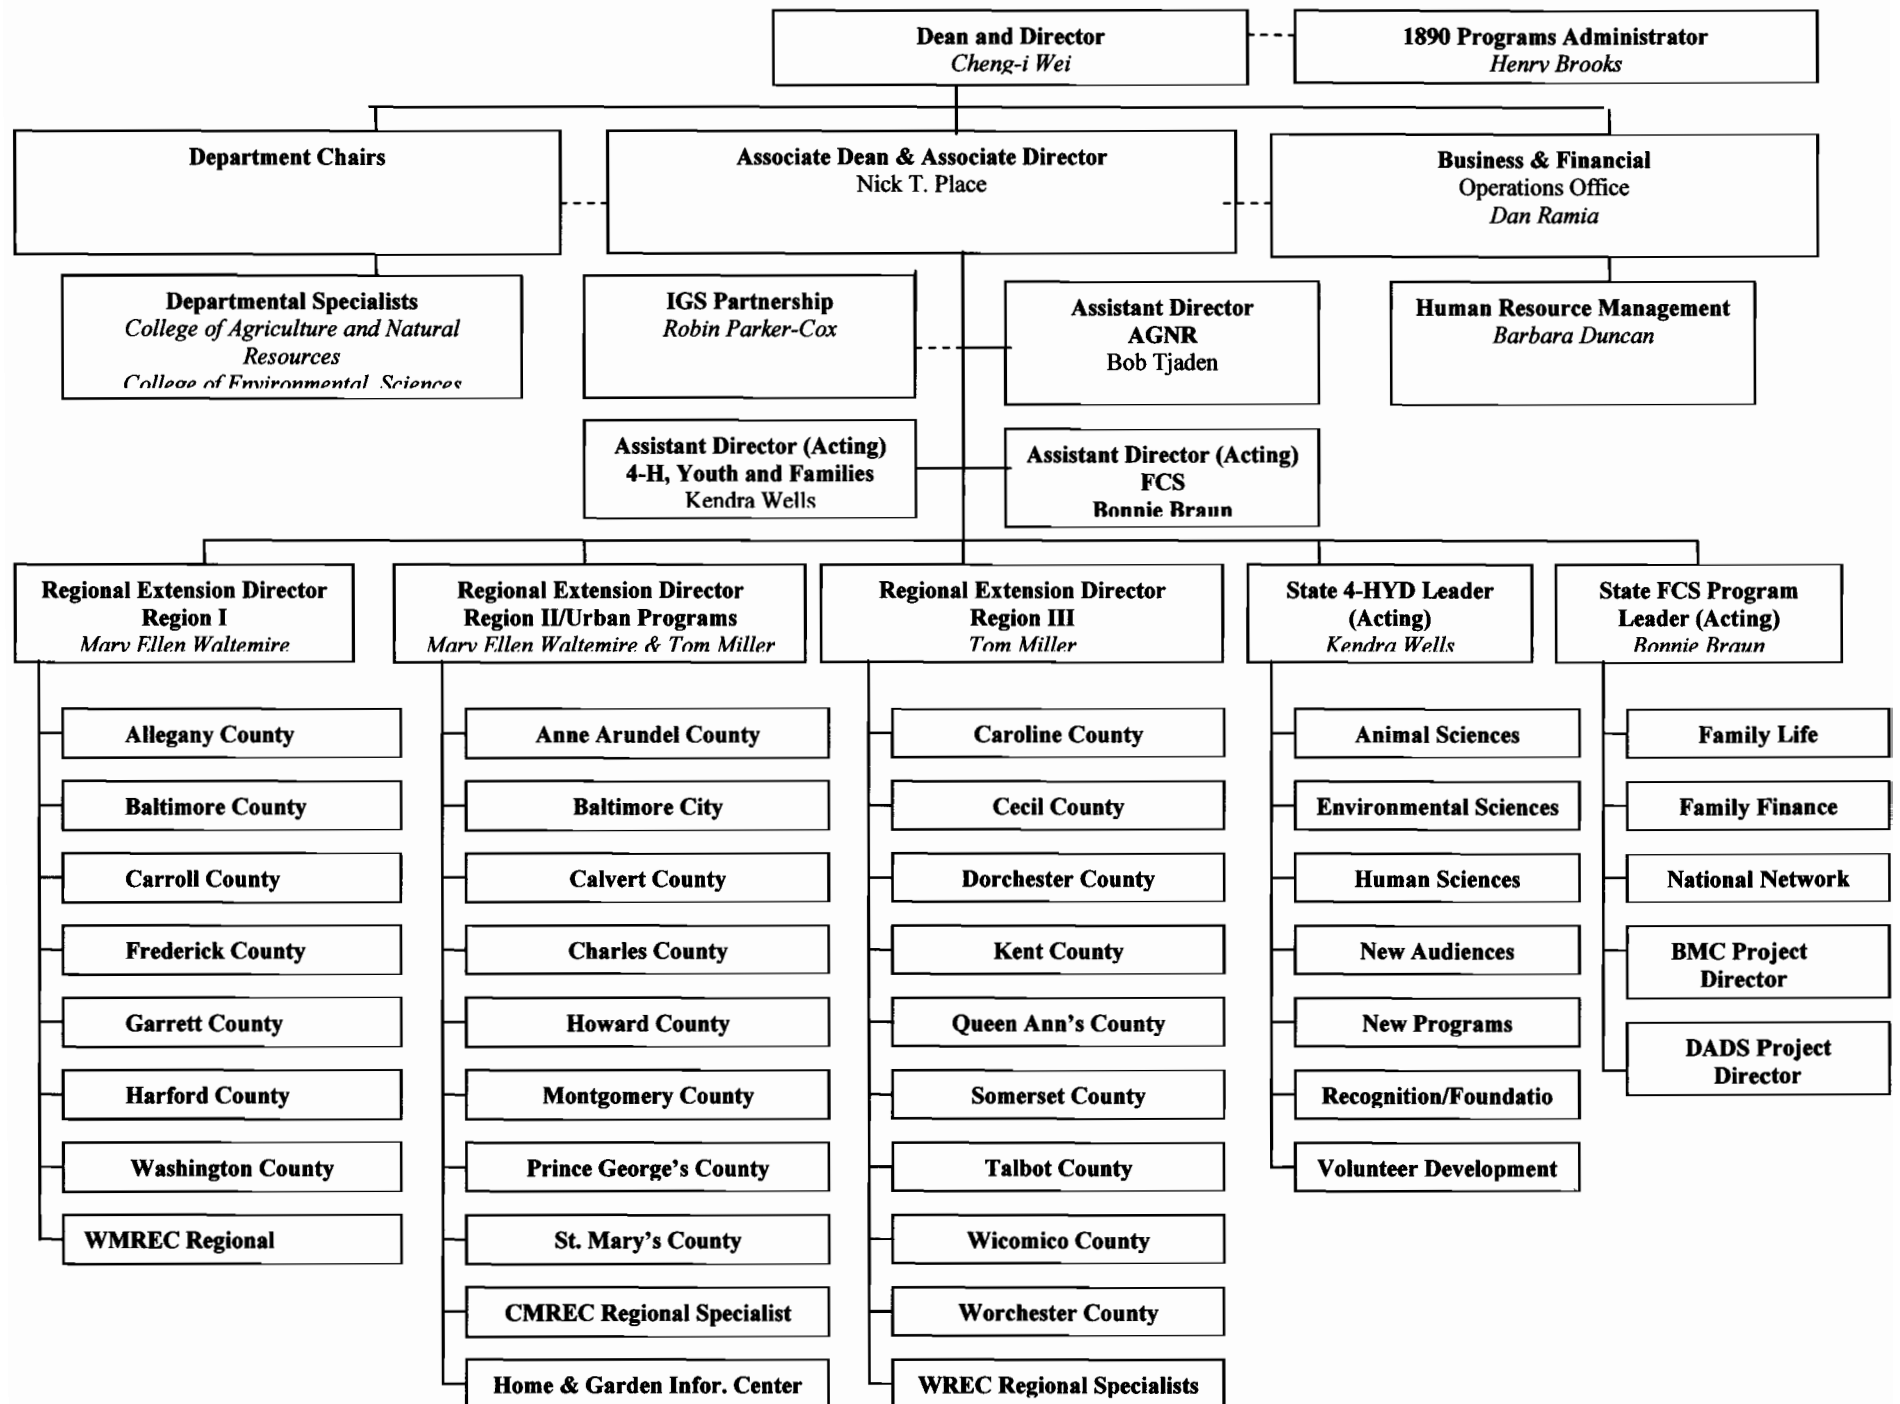 Dean and Director
Cheng-i Wei
1890 Programs Administrator
Henry Brooks
Department Chairs
Associate Dean & Associate Director
Nick T. Place
Business & Financial
Operations Office
Dan Ramia
Departmental Specialists
College of Agriculture and Natural
Resources
College of Environmental Sciences
IGS Partnership
Robin Parker-Cox
Assistant Director
AGNR
Bob Tjaden
Human Resource Management
Barbara Duncan
Assistant Director (Acting)
4-H, Youth and Families
Kendra Wells
Assistant Director (Acting)
FCS
Bonnie Braun
Regional Extension Director
Region I
Mary Ellen Waltemire
Regional Extension Director
Region II/Urban Programs
Mary Ellen Waltemire & Tom Miller
Regional Extension Director
Region III
Tom Miller
State 4-HYD Leader
(Acting)
Kendra Wells
State FCS Program
Leader (Acting)
Bonnie Braun
Allegany County
Baltimore County
Carroll County
Frederick County
Garrett County
Harford County
Washington County
WMREC Regional
Anne Arundel County
Baltimore City
Calvert County
Charles County
Howard County
Montgomery County
Prince George's County
St. Mary's County
CMREC Regional Specialist
Home & Garden Infor. Center
Caroline County
Cecil County
Dorchester County
Kent County
Queen Ann's County
Somerset County
Talbot County
Wicomico County
Worchester County
WREC Regional Specialists
Animal Sciences
Environmental Sciences
Human Sciences
New Audiences
New Programs
Recognition/Foundatio
Volunteer Development
Family Life
Family Finance
National Network
BMC Project
Director
DADS Project
Director